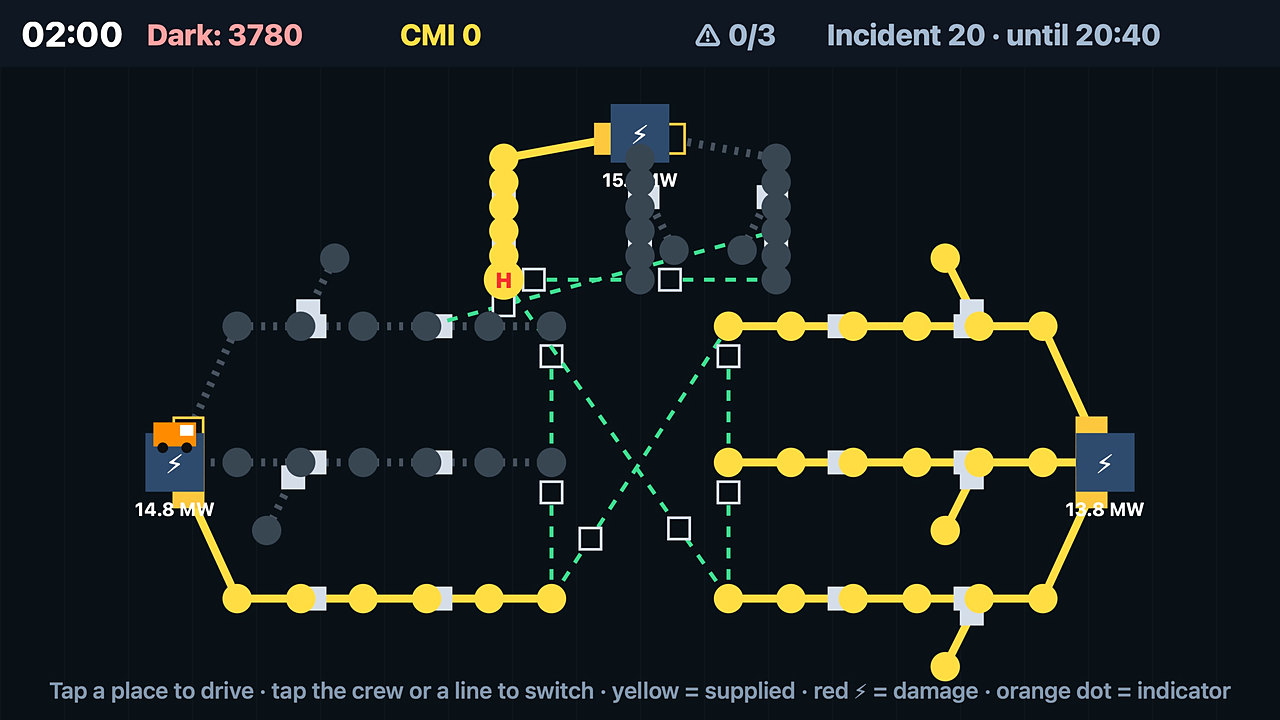 02:00 Dark: 3780 CMI 0 ⚠ 0/3 Incident 20 · until 20:40
H
14.8 MW
13.8 MW
Tap a place to drive · tap the crew or a line to switch · yellow = supplied · red ⚡ = damage · orange dot = indicator